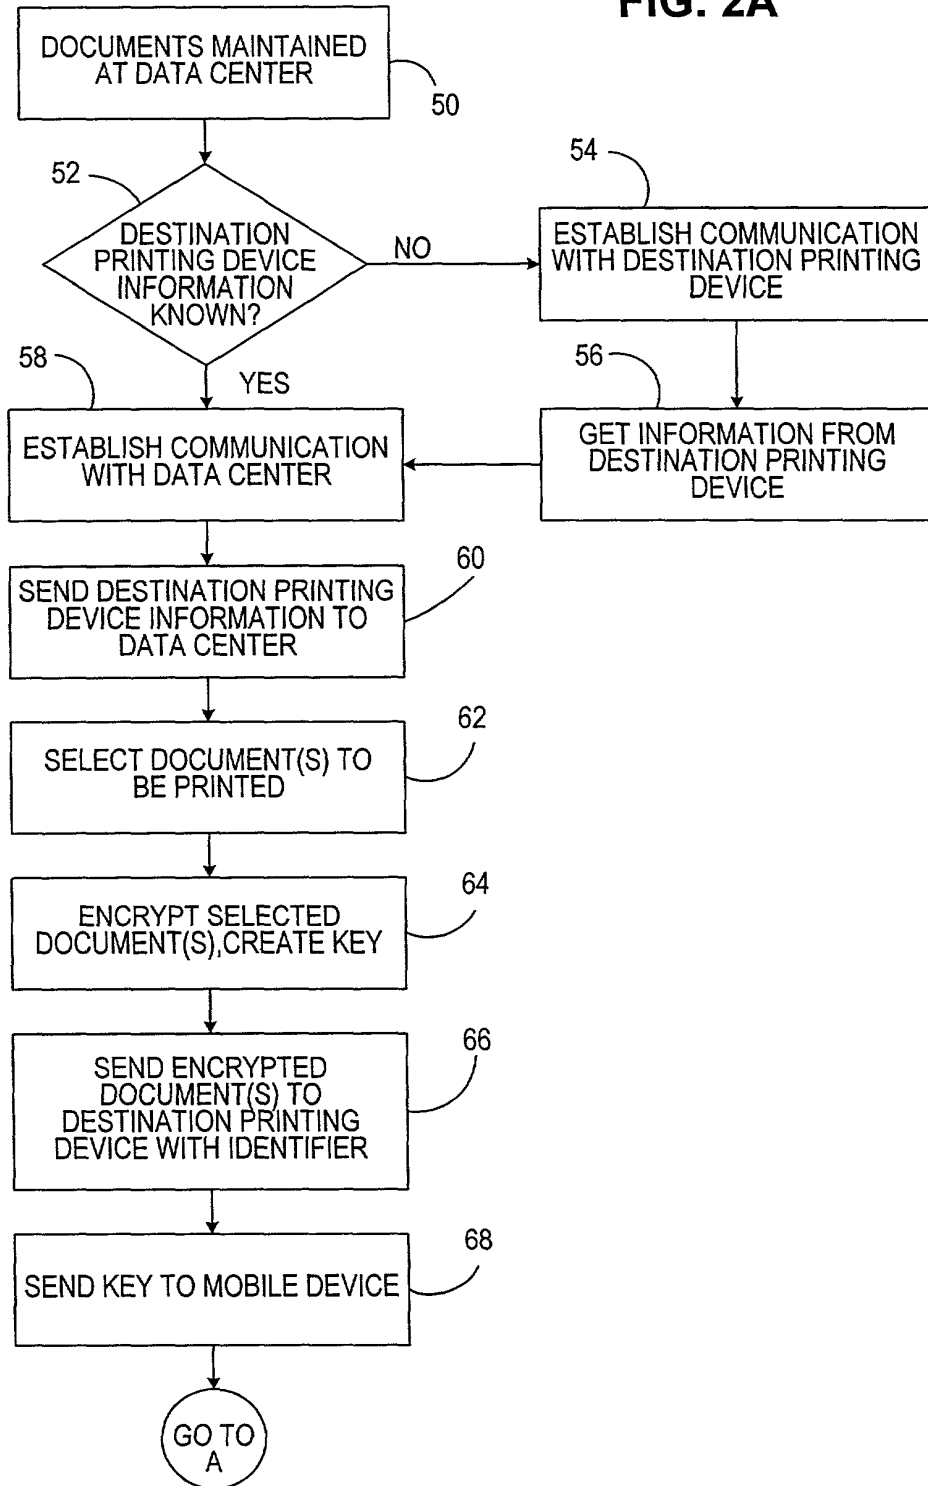 FIG. 2A
DOCUMENTS MAINTAINED
AT DATA CENTER
50
52
DESTINATION
PRINTING DEVICE
INFORMATION
KNOWN?
NO
YES
54
ESTABLISH COMMUNICATION
WITH DESTINATION PRINTING
DEVICE
56
GET INFORMATION FROM
DESTINATION PRINTING
DEVICE
58
ESTABLISH COMMUNICATION
WITH DATA CENTER
60
SEND DESTINATION PRINTING
DEVICE INFORMATION TO
DATA CENTER
62
SELECT DOCUMENT(S) TO
BE PRINTED
64
ENCRYPT SELECTED
DOCUMENT(S),CREATE KEY
66
SEND ENCRYPTED
DOCUMENT(S) TO
DESTINATION PRINTING
DEVICE WITH IDENTIFIER
68
SEND KEY TO MOBILE DEVICE
GO TO
A